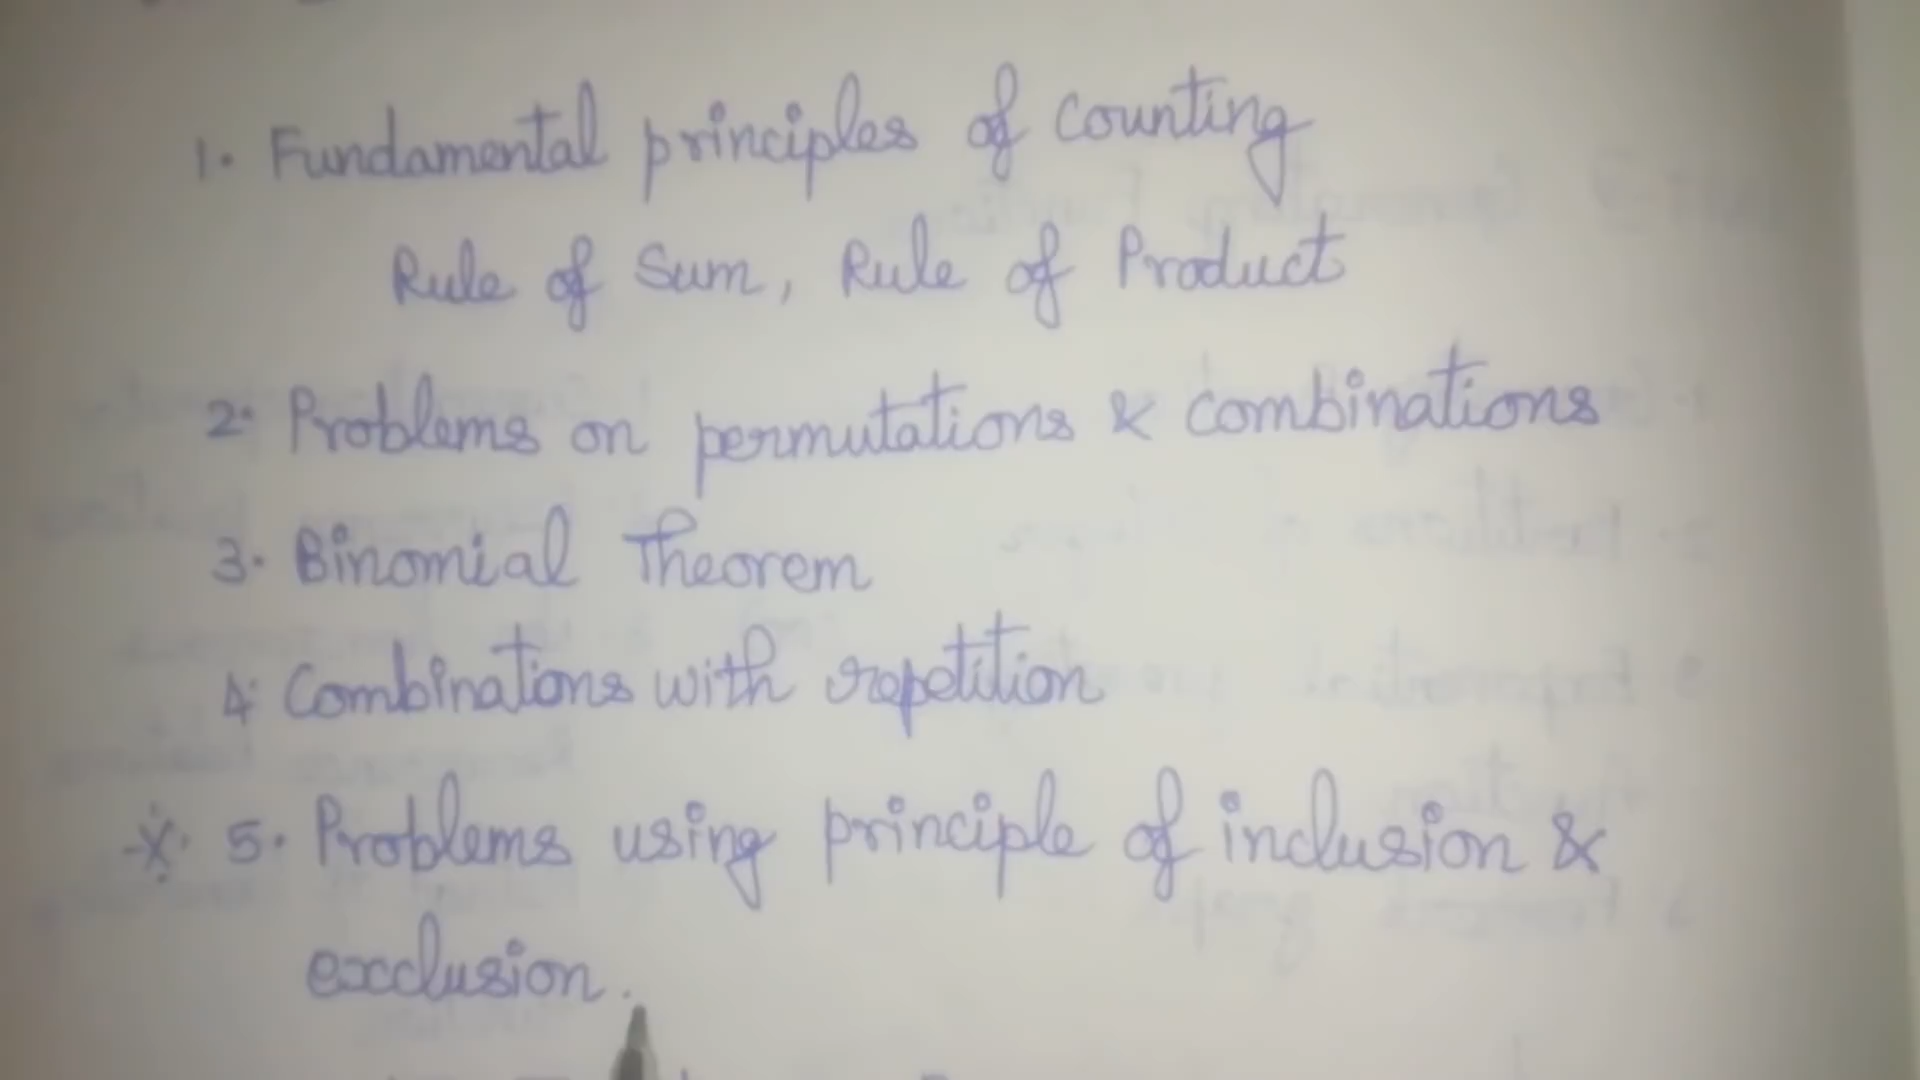 1. Fundamental principles of counting
Rule of Sum, Rule of Product
2. Problems on permutations & combinations
3. Binomial Theorem
4. Combinations with repetition
5. Problems using principle of inclusion &
exclusion.